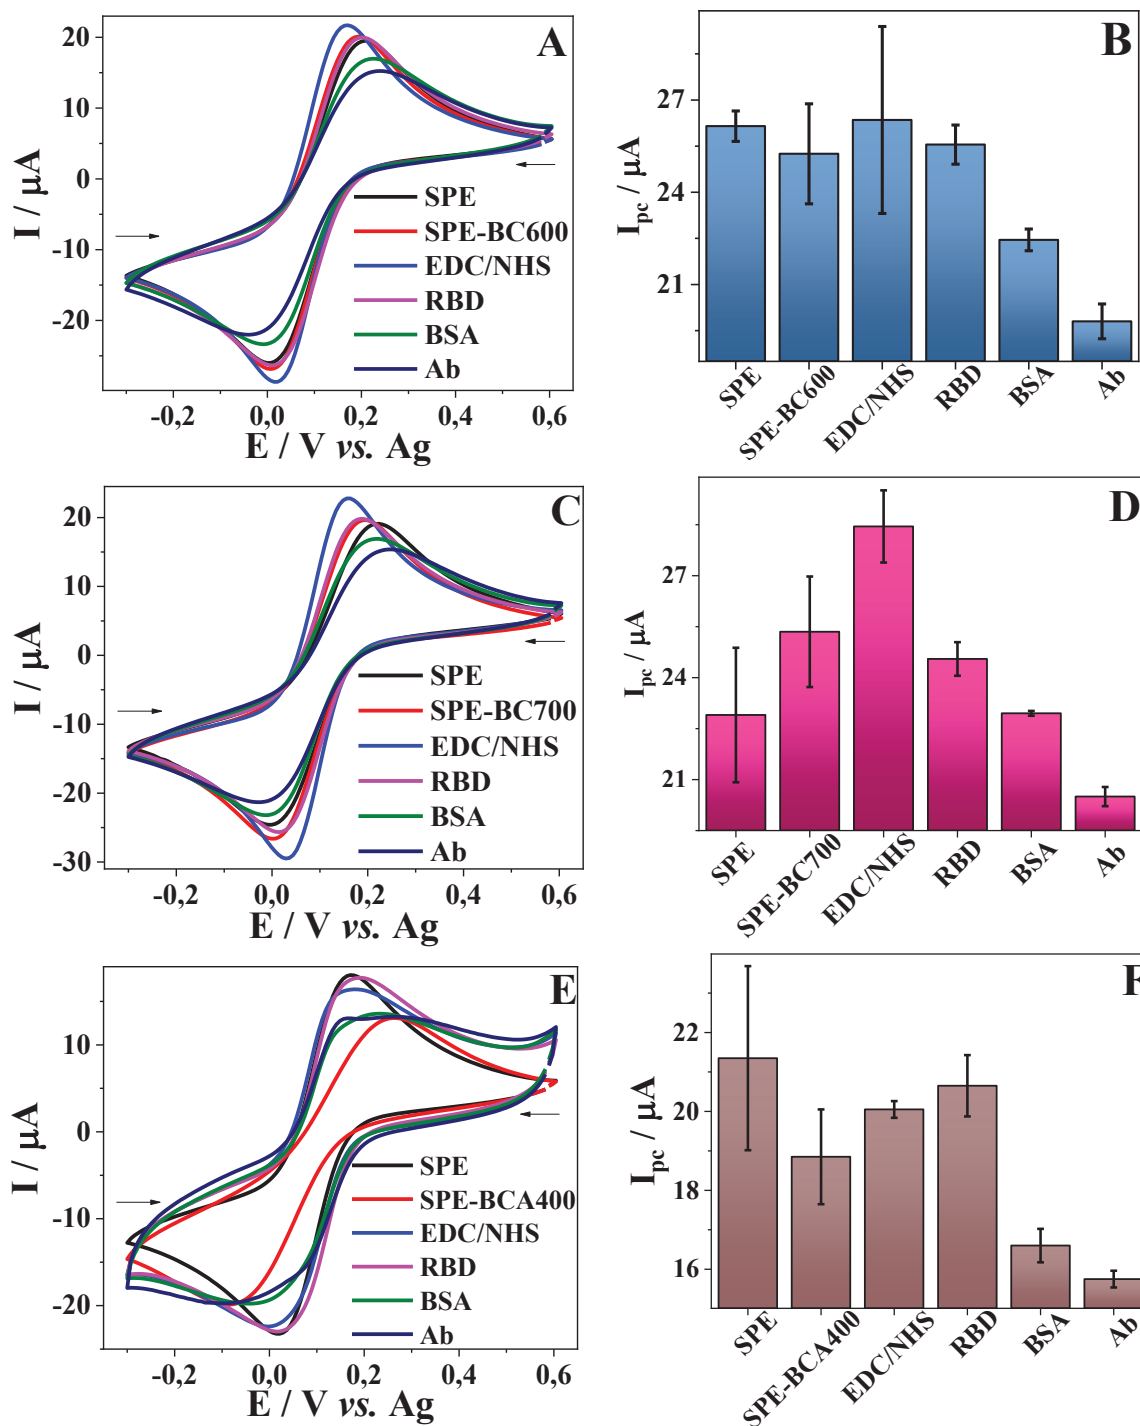 A
I / µA
20
10
0
-10
-20
SPE
SPE-BC600
EDC/NHS
RBD
BSA
Ab
-0,2
0,0
0,2
0,4
0,6
E / V vs. Ag
B
I_pc / µA
27
24
21
SPE
SPE-BC600
EDC/NHS
RBD
BSA
Ab
C
I / µA
20
10
0
-10
-20
-30
SPE
SPE-BC700
EDC/NHS
RBD
BSA
Ab
-0,2
0,0
0,2
0,4
0,6
E / V vs. Ag
D
I_pc / µA
27
24
21
SPE
SPE-BC700
EDC/NHS
RBD
BSA
Ab
E
I / µA
10
0
-10
-20
SPE
SPE-BCA400
EDC/NHS
RBD
BSA
Ab
-0,2
0,0
0,2
0,4
0,6
E / V vs. Ag
F
I_pc / µA
22
20
18
16
SPE
SPE-BCA400
EDC/NHS
RBD
BSA
Ab